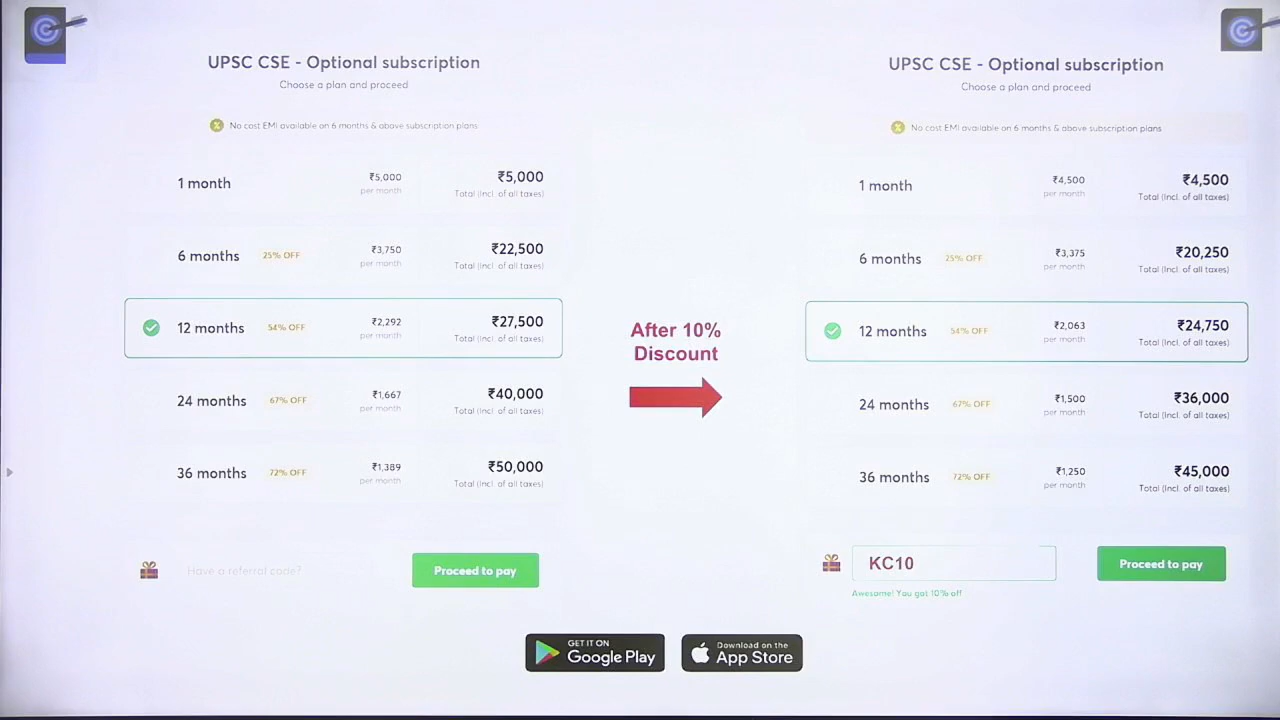 UPSC CSE - Optional subscription
Choose a plan and proceed
No cost EMI available on 6 months & above subscription plans
1 month ₹5,000 ₹5,000
per month Total (Incl. of all taxes)
6 months 25% OFF ₹3,750 ₹22,500
per month Total (Incl. of all taxes)
12 months 54% OFF ₹2,292 ₹27,500
per month Total (Incl. of all taxes)
24 months 67% OFF ₹1,667 ₹40,000
per month Total (Incl. of all taxes)
36 months 72% OFF ₹1,389 ₹50,000
per month Total (Incl. of all taxes)
Have a referral code? Proceed to pay
After 10%
Discount
UPSC CSE - Optional subscription
Choose a plan and proceed
No cost EMI available on 6 months & above subscription plans
1 month ₹4,500 ₹4,500
per month Total (Incl. of all taxes)
6 months 25% OFF ₹3,375 ₹20,250
per month Total (Incl. of all taxes)
12 months 54% OFF ₹2,063 ₹24,750
per month Total (Incl. of all taxes)
24 months 67% OFF ₹1,500 ₹36,000
per month Total (Incl. of all taxes)
36 months 72% OFF ₹1,250 ₹45,000
per month Total (Incl. of all taxes)
KC10 Proceed to pay
Awesome! You got 10% off
GET IT ON
Google Play
Download on the
App Store